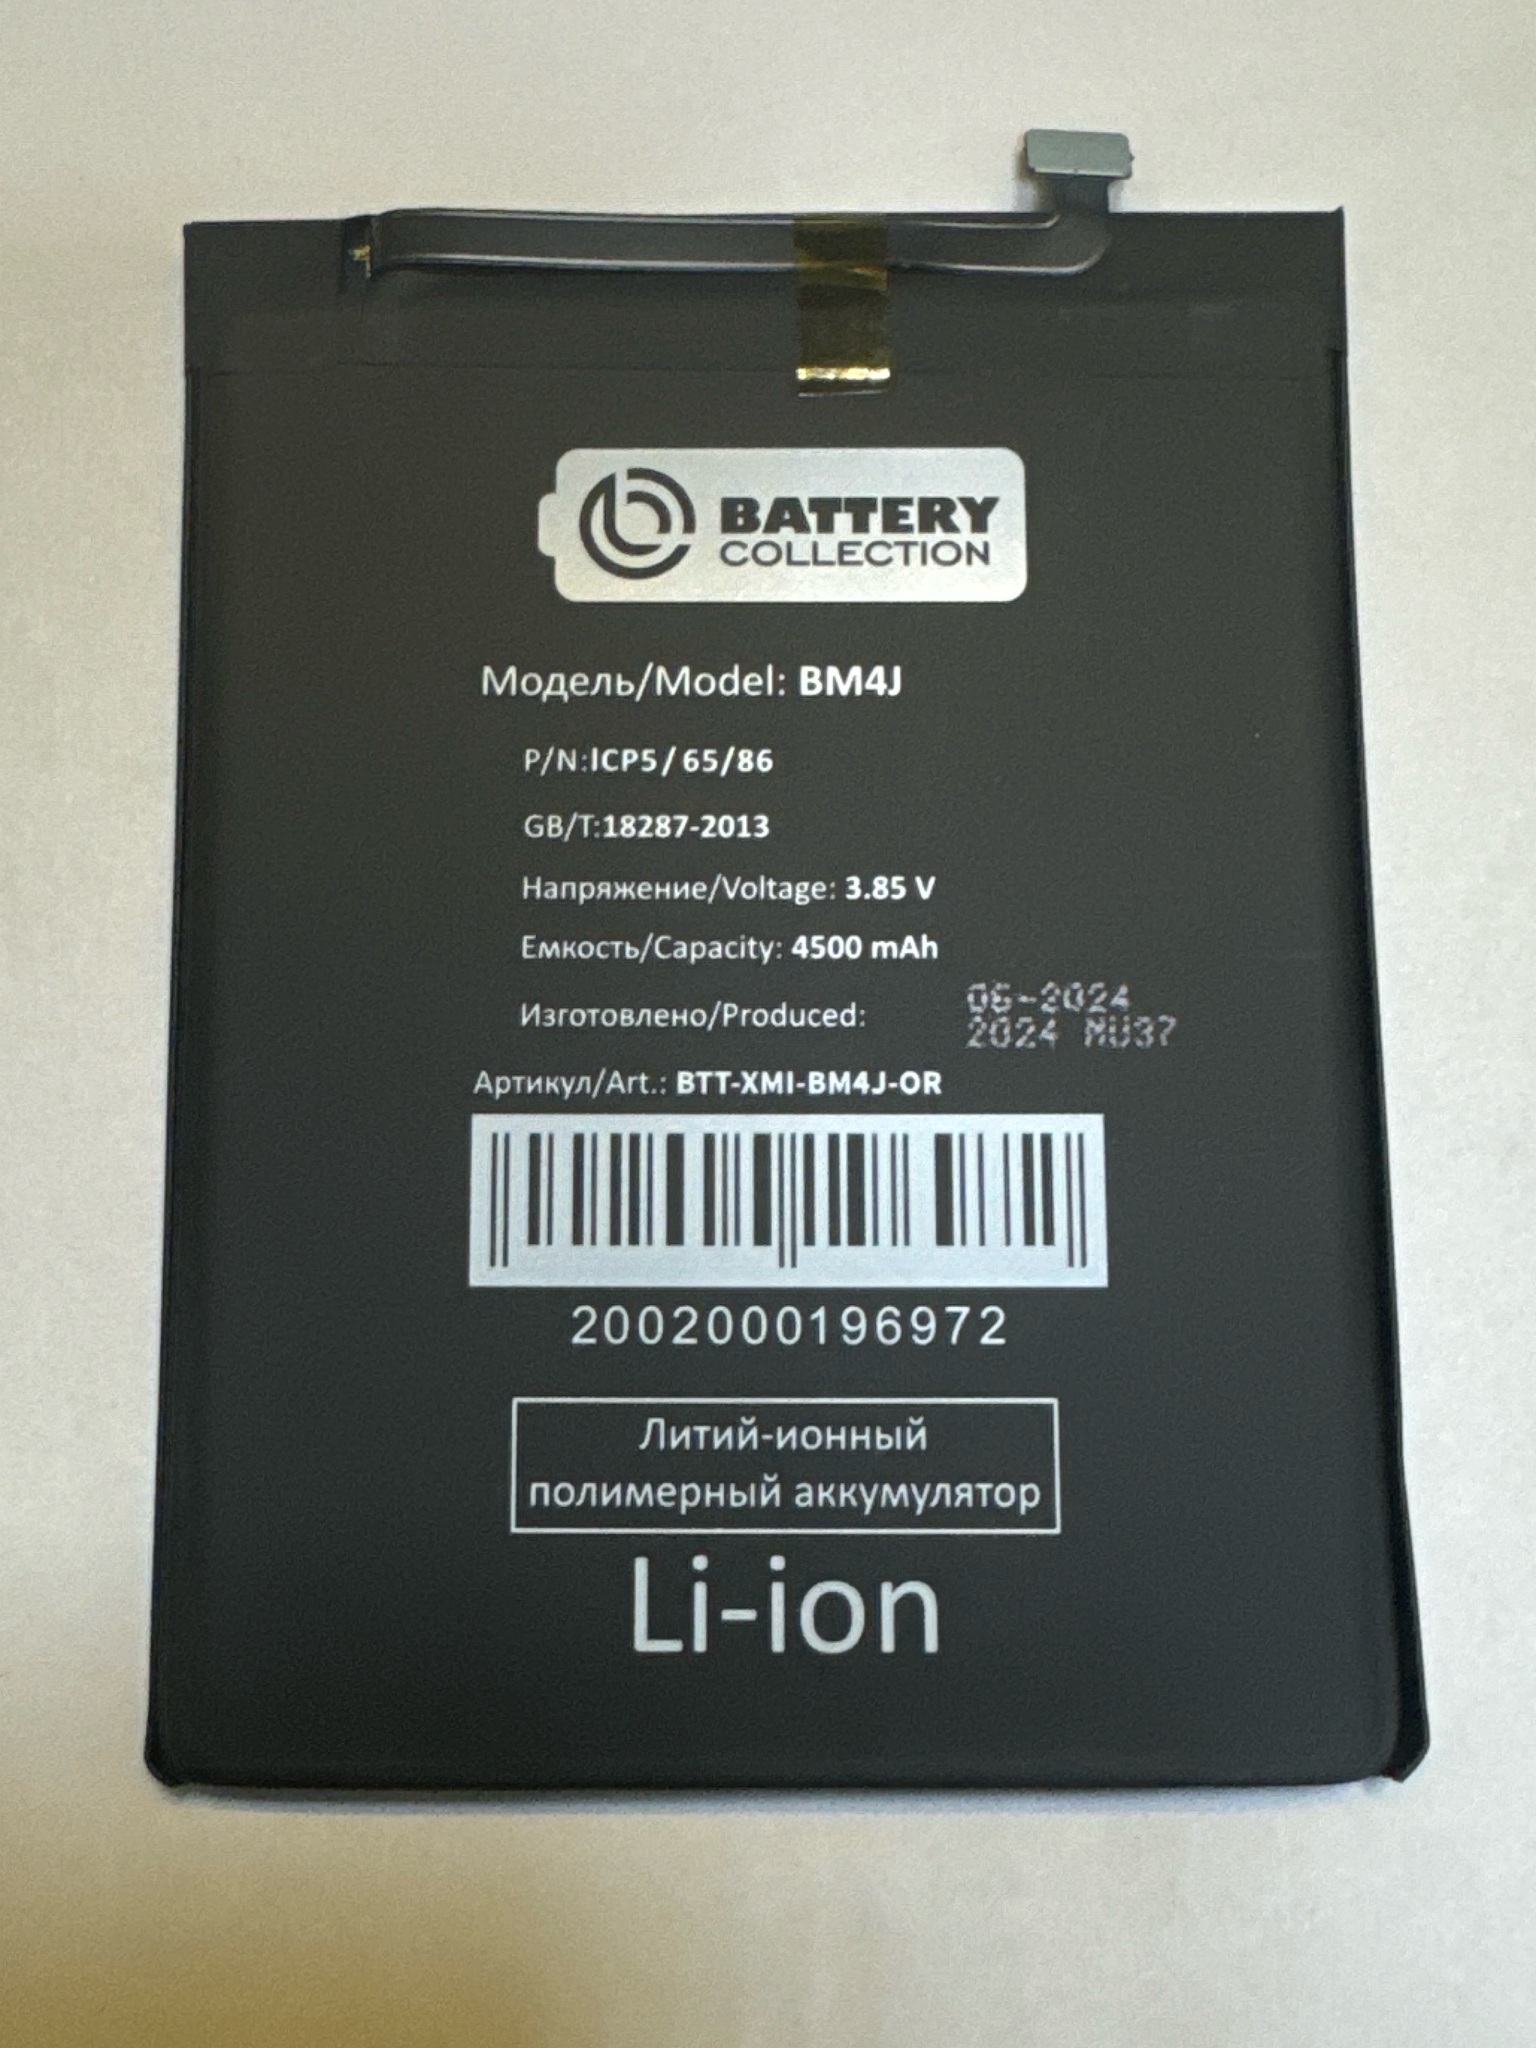 BATTERY
COLLECTION
Модель/Model: BM4J
P/N:ICP5/65/86
GB/T:18287-2013
Напряжение/Voltage: 3.85 V
Емкость/Capacity: 4500 mAh
Изготовлено/Produced: 06-2024
2024 MU37
Артикул/Art.: BTT-XMI-BM4J-OR
2002000196972
Литий-ионный
полимерный аккумулятор
Li-ion